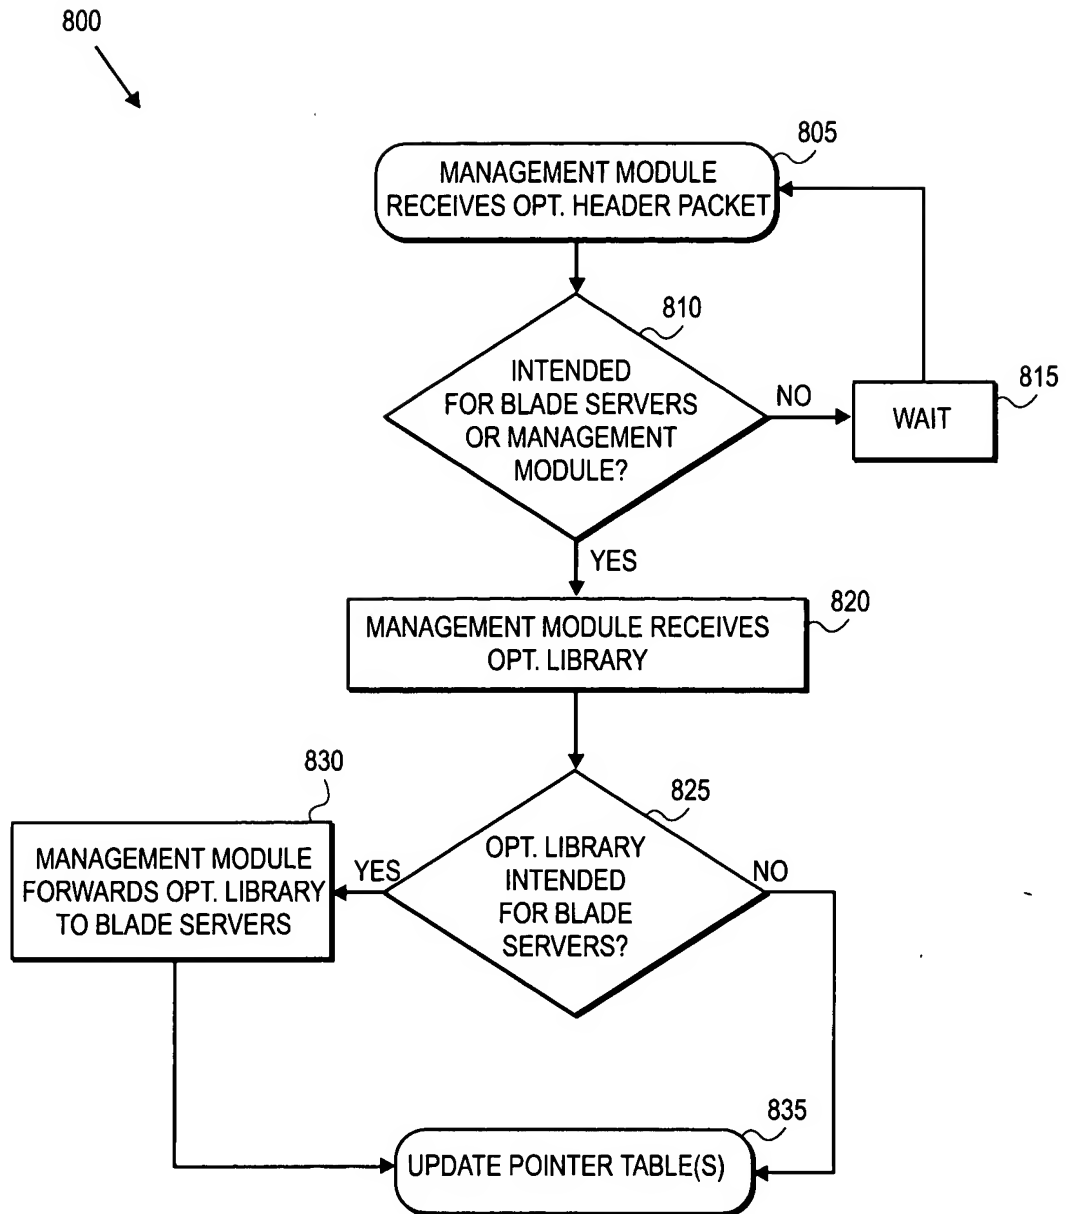 800
805
MANAGEMENT MODULE
RECEIVES OPT. HEADER PACKET
810
INTENDED
FOR BLADE SERVERS
OR MANAGEMENT
MODULE?
NO
815
WAIT
YES
820
MANAGEMENT MODULE RECEIVES
OPT. LIBRARY
830
825
MANAGEMENT MODULE
FORWARDS OPT. LIBRARY
TO BLADE SERVERS
YES
OPT. LIBRARY
INTENDED
FOR BLADE
SERVERS?
NO
835
UPDATE POINTER TABLE(S)